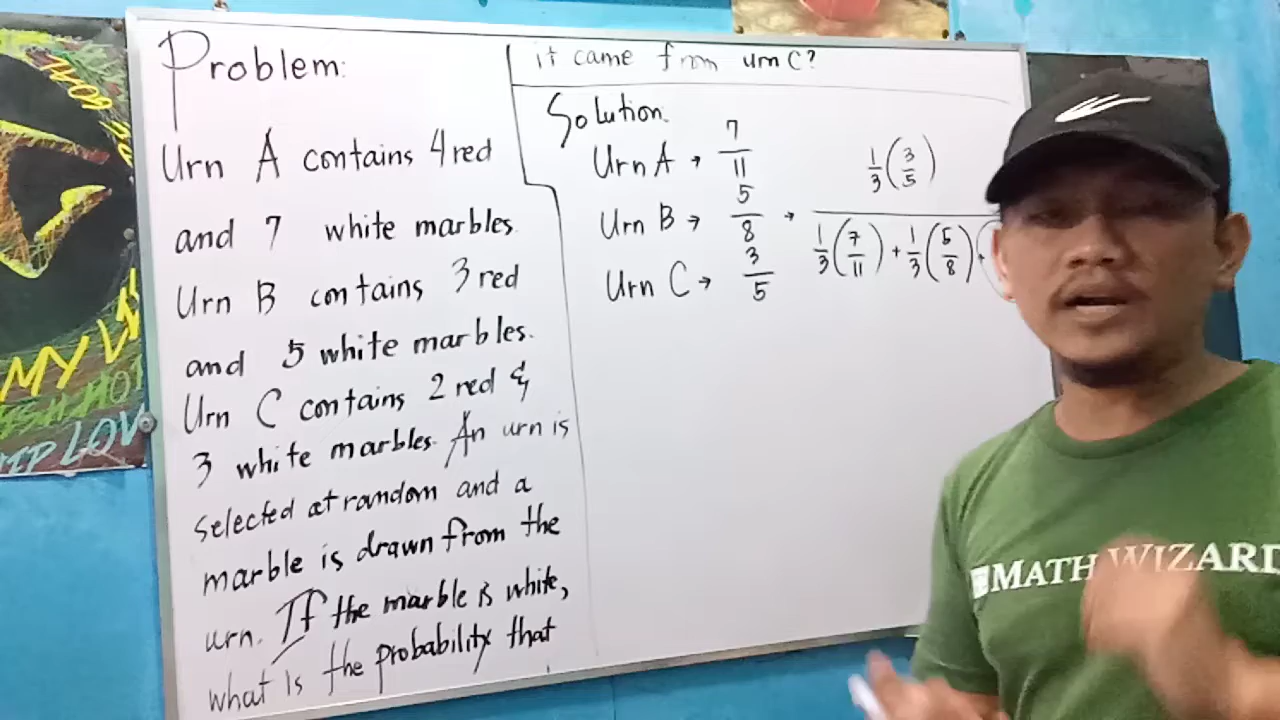 Problem:
Urn A contains 4 red
and 7 white marbles.
Urn B contains 3 red
and 5 white marbles.
Urn C contains 2 red &
3 white marbles. An urn is
selected at random and a
marble is drawn from the
urn. If the marble is white,
what is the probability that
it came from urn C?
Solution:
Urn A → 7/11
Urn B → 5/8 →
Urn C → 3/5
1/3 (3/5)
1/3 (7/11) + 1/3 (5/8) + (
MATH WIZARD
GOAL
MY LI